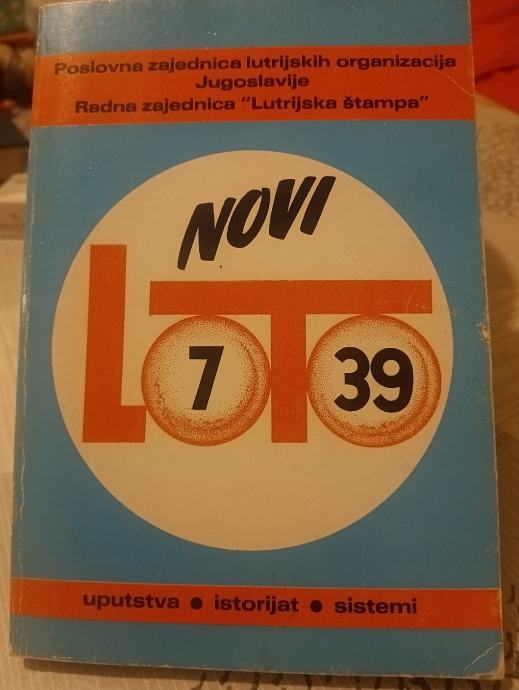 Poslovna zajednica lutrijskih organizacija
Jugoslavije
Radna zajednica "Lutrijska štampa"
NOVI
LOTO
7 39
uputstva • istorijat • sistemi